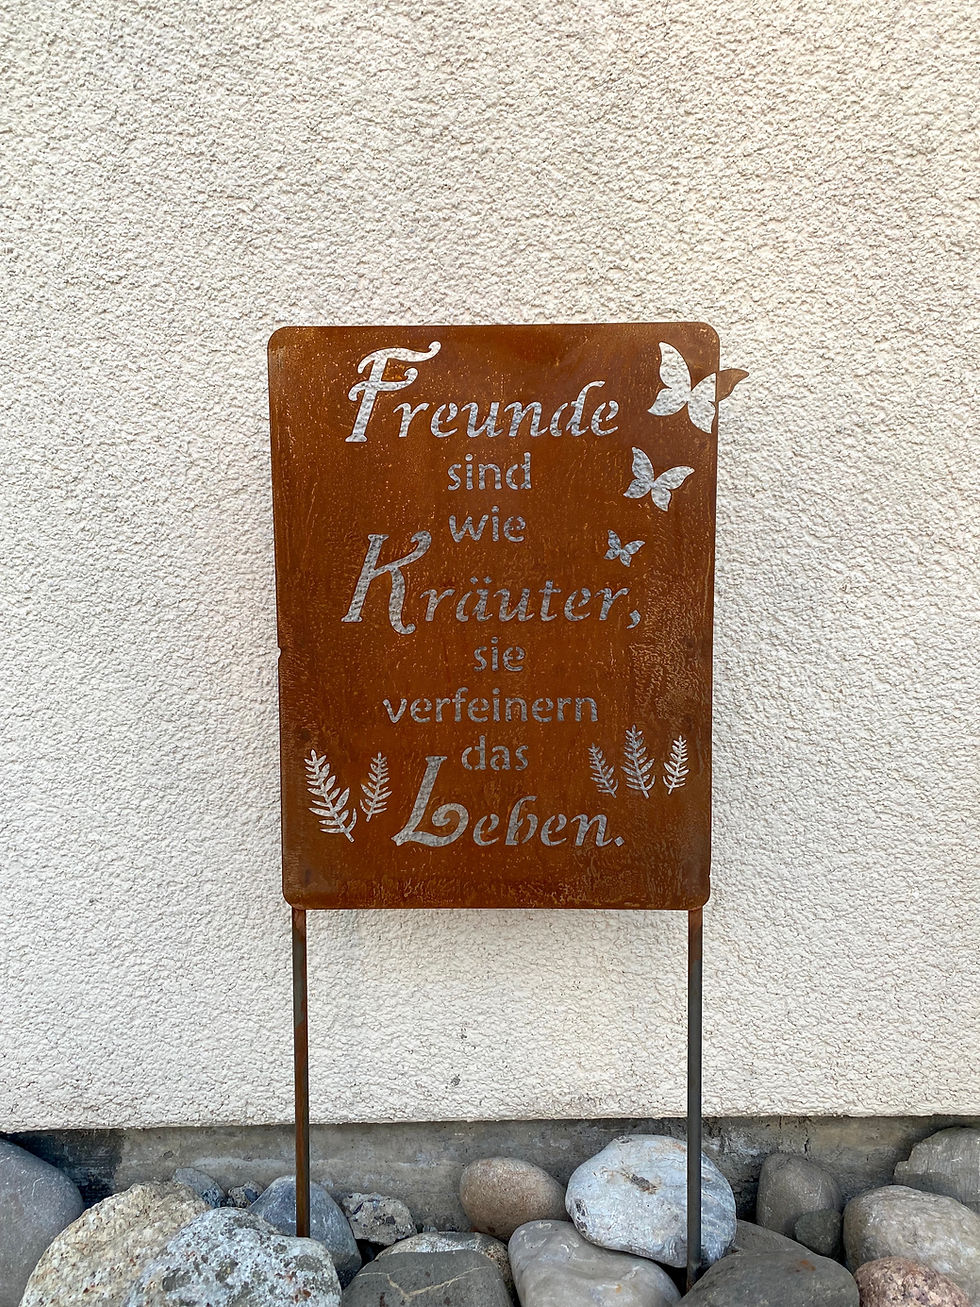 Freunde
sind
wie
Kräuter,
sie
verfeinern
das
Leben.